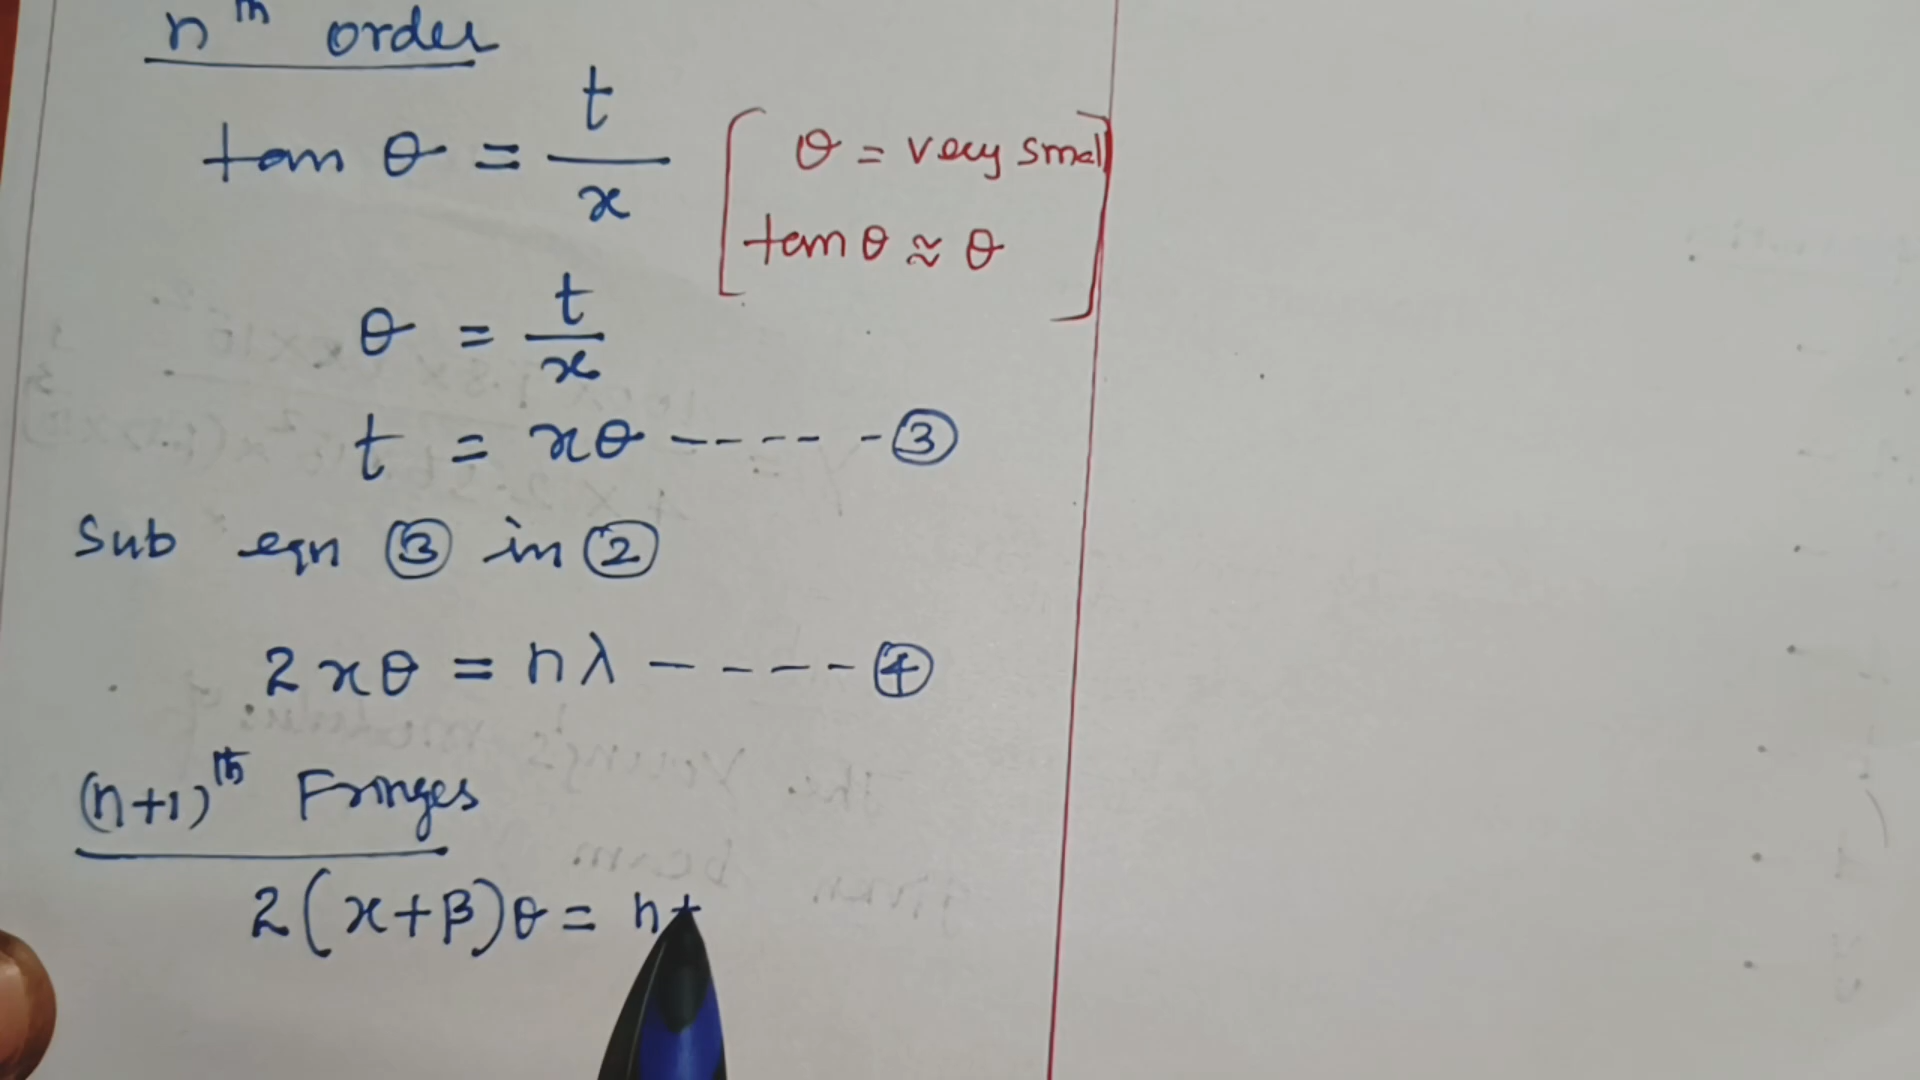 nth order
tan θ = t/x [θ = very small
tan θ ≈ θ]
θ = t/x
t = xθ ----- ③
Sub eqn ③ in ②
2xθ = nλ ---- ④
(n+1)th Fringes
2(x+β)θ = n+